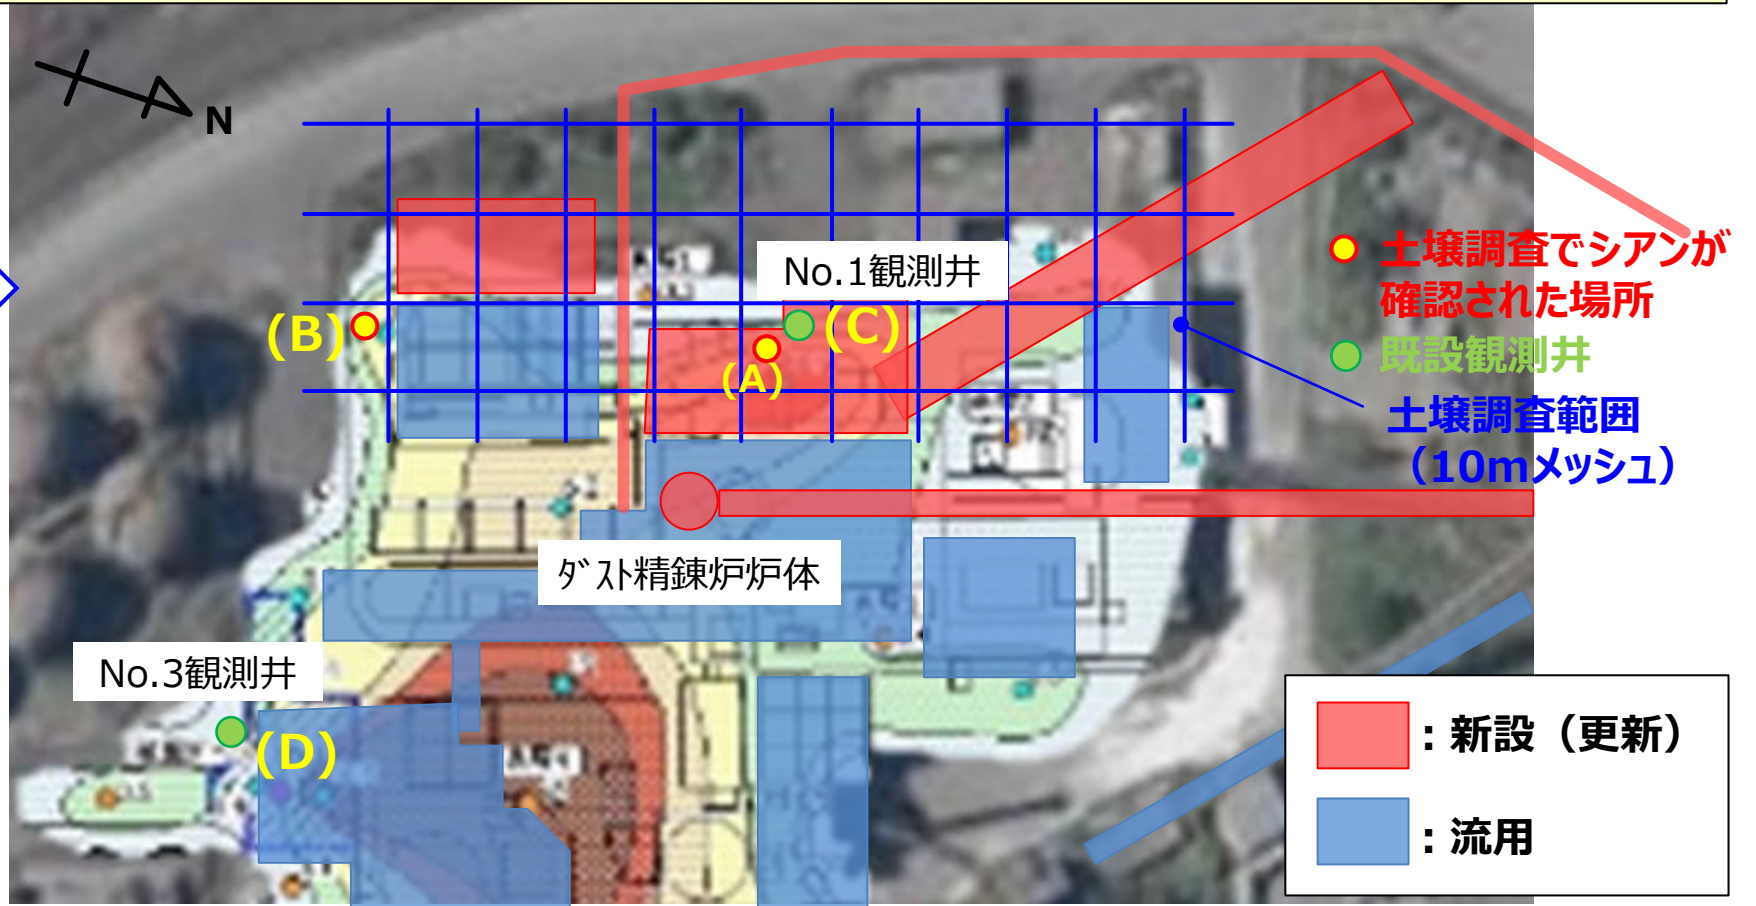 N
No.1観測井
(B)
(C)
(A)
土壌調査でシアンが
確認された場所
既設観測井
土壌調査範囲
（10mメッシュ）
ダスト精錬炉炉体
No.3観測井
(D)
：新設（更新）
：流用